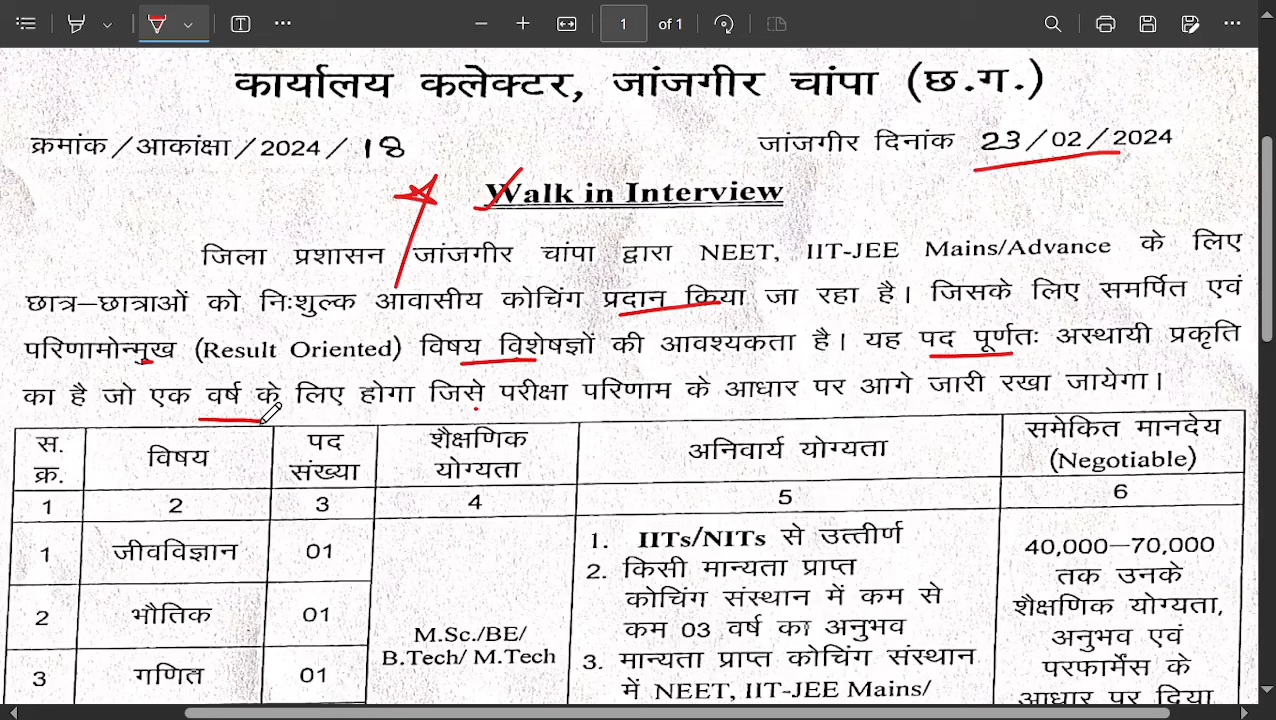 1 of 1
कार्यालय कलेक्टर, जांजगीर चांपा (छ.ग.)
क्रमांक/आकांक्षा/2024/18
जांजगीर दिनांक 23/02/2024
Walk in Interview
जिला प्रशासन जांजगीर चांपा द्वारा NEET, IIT-JEE Mains/Advance के लिए
छात्र–छात्राओं को निःशुल्क आवासीय कोचिंग प्रदान किया जा रहा है। जिसके लिए समर्पित एवं
परिणामोन्मुख (Result Oriented) विषय विशेषज्ञों की आवश्यकता है। यह पद पूर्णतः अस्थायी प्रकृति
का है जो एक वर्ष के लिए होगा जिसे परीक्षा परिणाम के आधार पर आगे जारी रखा जायेगा।
स. क्र.
विषय
पद संख्या
शैक्षणिक योग्यता
अनिवार्य योग्यता
समेकित मानदेय
(Negotiable)
1 2 3 4 5 6
1 जीवविज्ञान 01
2 भौतिक 01
3 गणित 01
M.Sc./BE/
B.Tech/ M.Tech
1. IITs/NITs से उत्तीर्ण
2. किसी मान्यता प्राप्त
कोचिंग संस्थान में कम से
कम 03 वर्ष का अनुभव
3. मान्यता प्राप्त कोचिंग संस्थान
में NEET, IIT-JEE Mains/
40,000–70,000
तक उनके
शैक्षणिक योग्यता,
अनुभव एवं
परफार्मेंस के
आधार पर दिया